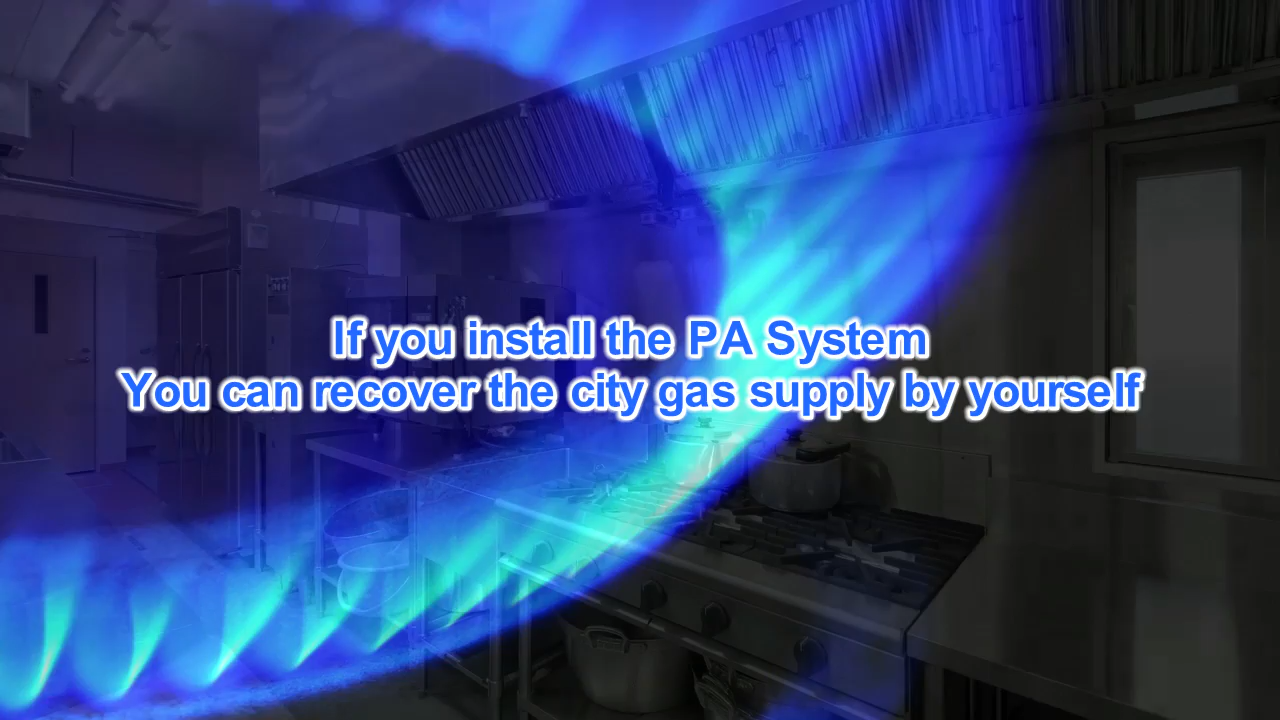 If you install the PA System
You can recover the city gas supply by yourself